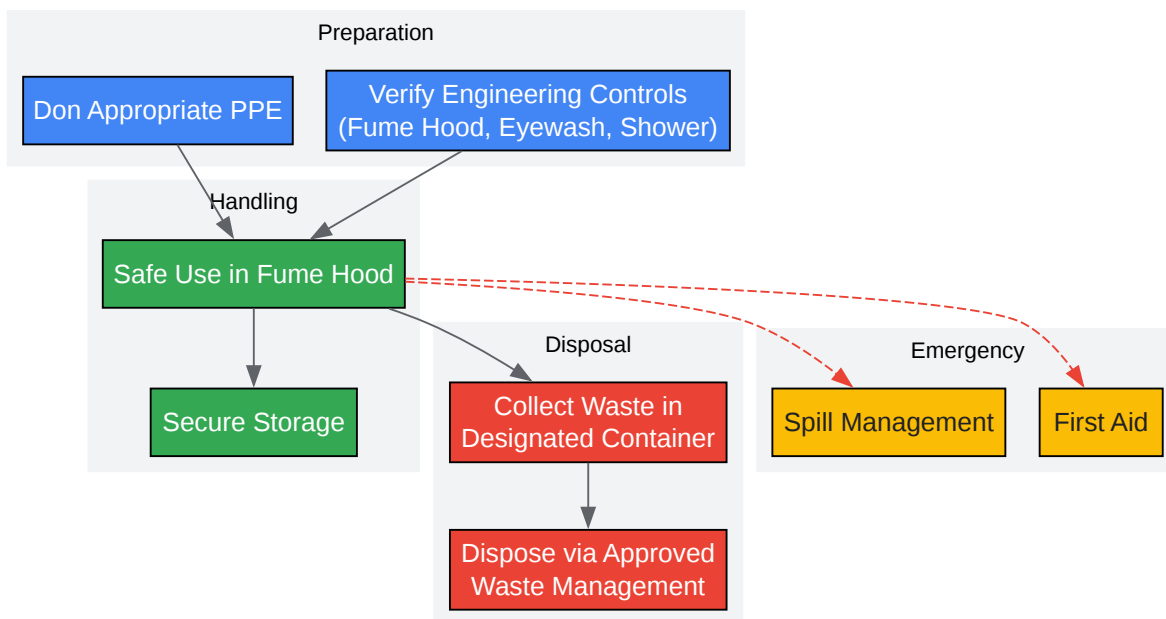 Preparation
Don Appropriate PPE
Verify Engineering Controls
(Fume Hood, Eyewash, Shower)
Handling
Safe Use in Fume Hood
Secure Storage
Disposal
Collect Waste in
Designated Container
Dispose via Approved
Waste Management
Emergency
Spill Management
First Aid